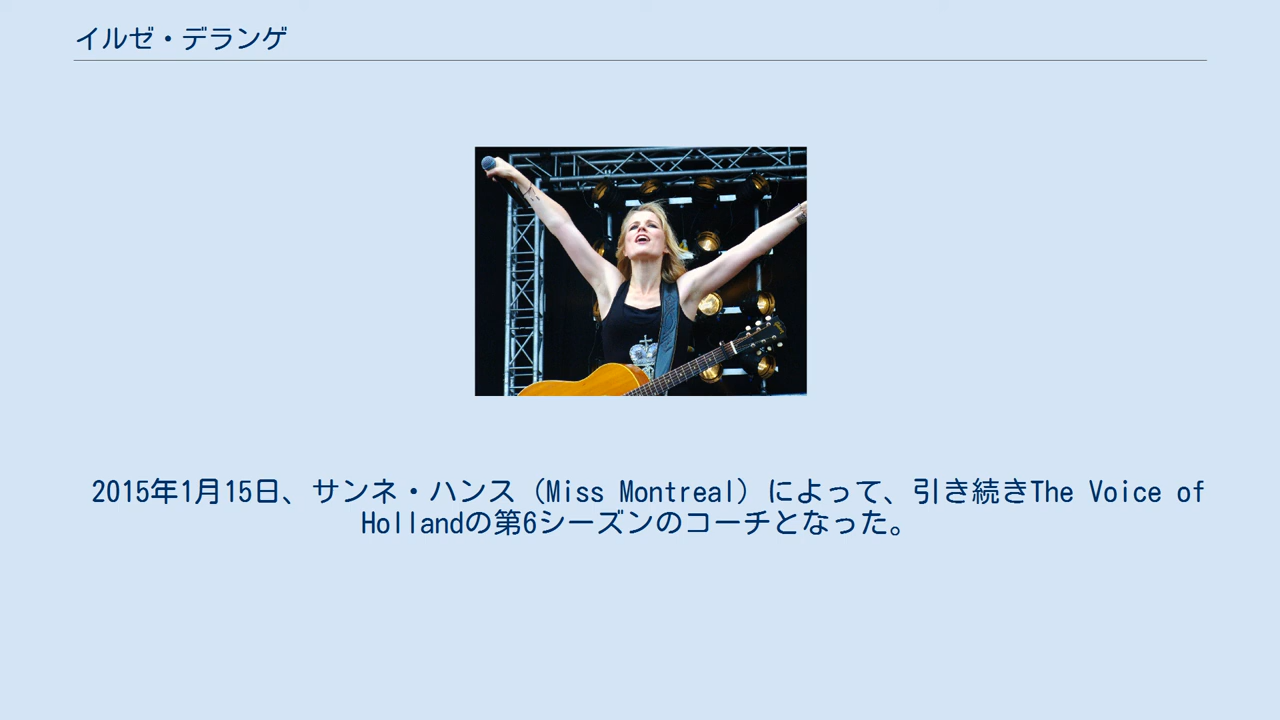 イルゼ・デランゲ
2015年1月15日、サンネ・ハンス（Miss Montreal）によって、引き続きThe Voice of
Hollandの第6シーズンのコーチとなった。